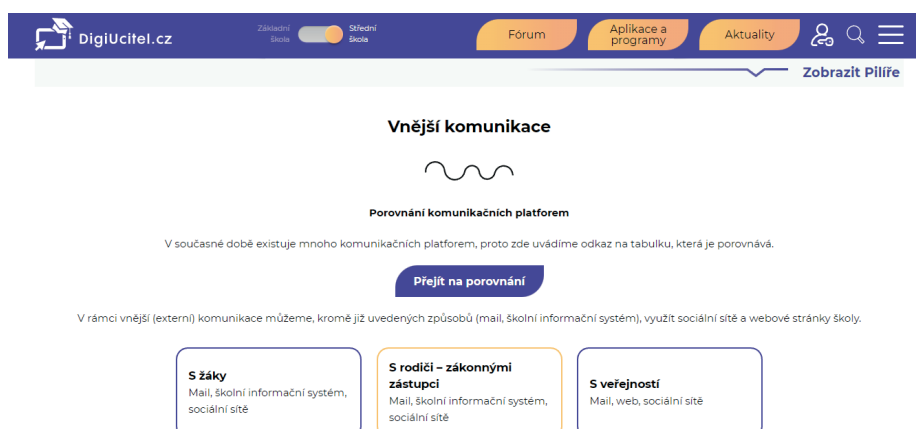 DigiUcitel.cz
Základní
škola
Střední
škola
Fórum
Aplikace a
programy
Aktuality
Zobrazit Pilíře
Vnější komunikace
Porovnání komunikačních platforem
V současné době existuje mnoho komunikačních platforem, proto zde uvádíme odkaz na tabulku, která je porovnává.
Přejít na porovnání
V rámci vnější (externí) komunikace můžeme, kromě již uvedených způsobů (mail, školní informační systém), využít sociální sítě a webové stránky školy.
S žáky
Mail, školní informační systém,
sociální sítě
S rodiči – zákonnými
zástupci
Mail, školní informační systém,
sociální sítě
S veřejností
Mail, web, sociální sítě